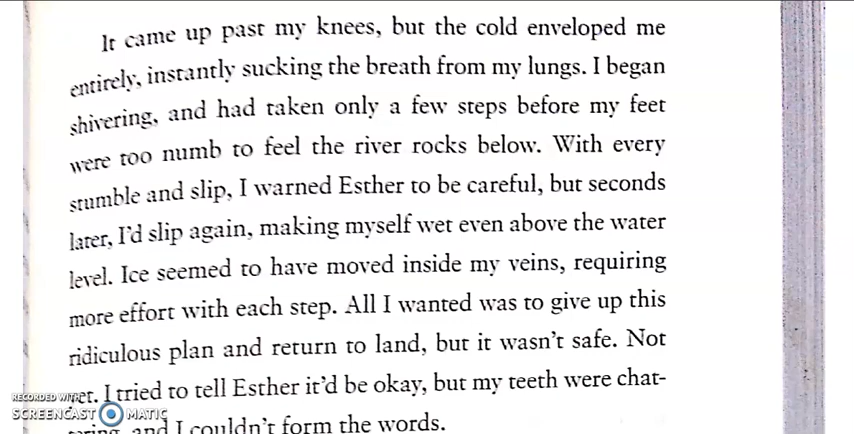 It came up past my knees, but the cold enveloped me
entirely, instantly sucking the breath from my lungs. I began
shivering, and had taken only a few steps before my feet
were too numb to feel the river rocks below. With every
stumble and slip, I warned Esther to be careful, but seconds
later, I'd slip again, making myself wet even above the water
level. Ice seemed to have moved inside my veins, requiring
more effort with each step. All I wanted was to give up this
ridiculous plan and return to land, but it wasn't safe. Not
I tried to tell Esther it'd be okay, but my teeth were chat-
and I couldn't form the words.
RECORDED WITH
SCREENCAST MATIC